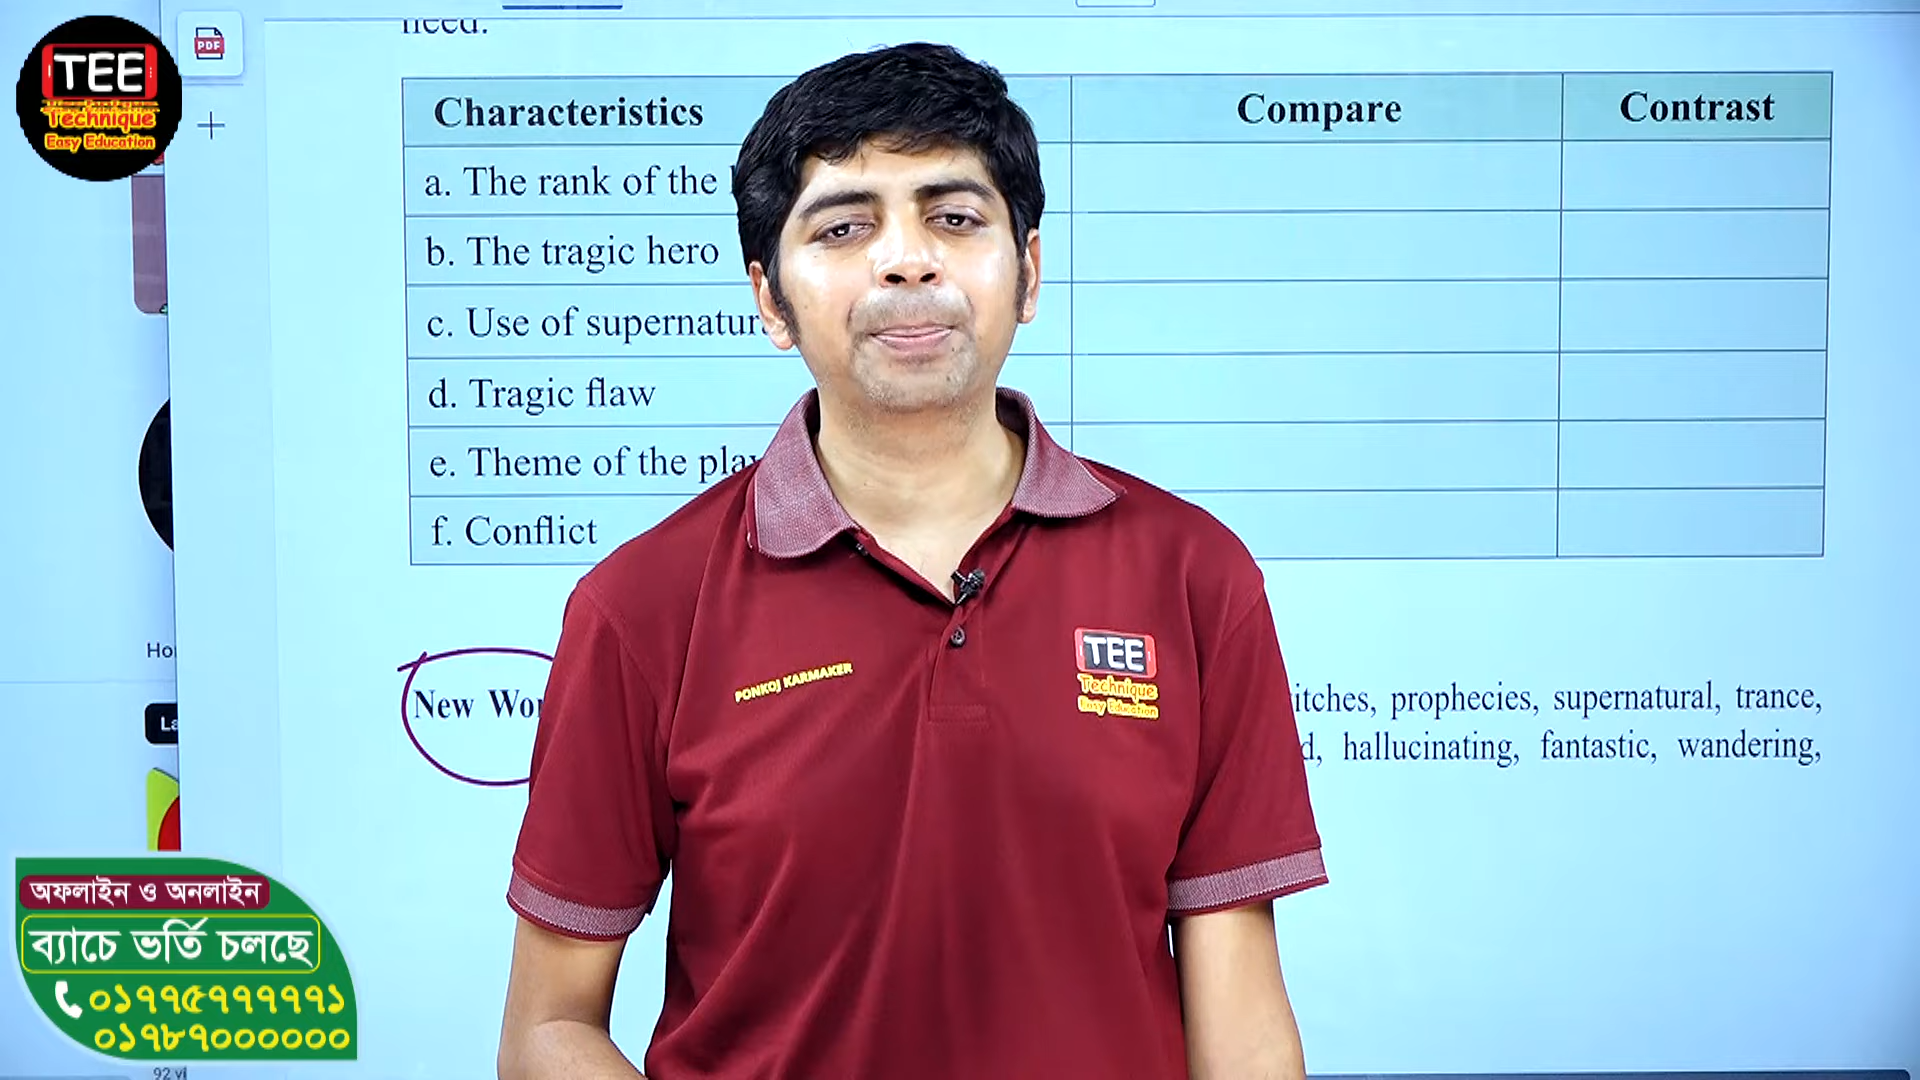 need.
TEE
Technique
Easy Education
PDF
Characteristics
Compare
Contrast
a. The rank of the
b. The tragic hero
c. Use of supernatur
d. Tragic flaw
e. Theme of the play
f. Conflict
New Wor
itches, prophecies, supernatural, trance,
d, hallucinating, fantastic, wandering,
PONKOJ KARMAKER
TEE
Technique
Easy Education
অফলাইন ও অনলাইন
ব্যাচে ভর্তি চলছে
০১৭৭৫৭৭৭৭৭১
০১৭৮৭০০০০০০